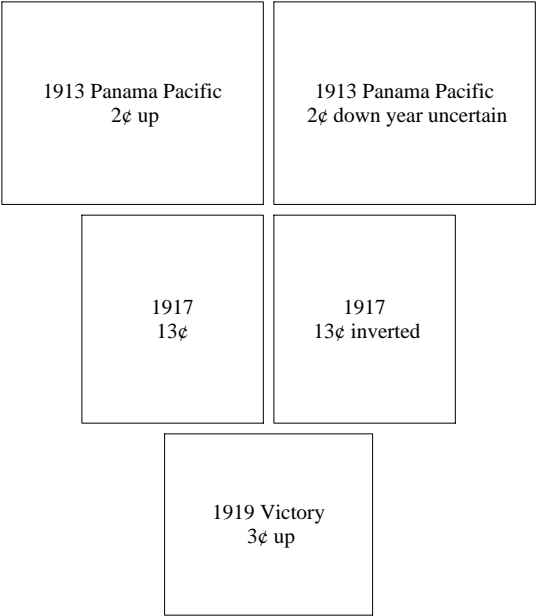 1913 Panama Pacific
2¢ up
1913 Panama Pacific
2¢ down year uncertain
1917
13¢
1917
13¢ inverted
1919 Victory
3¢ up